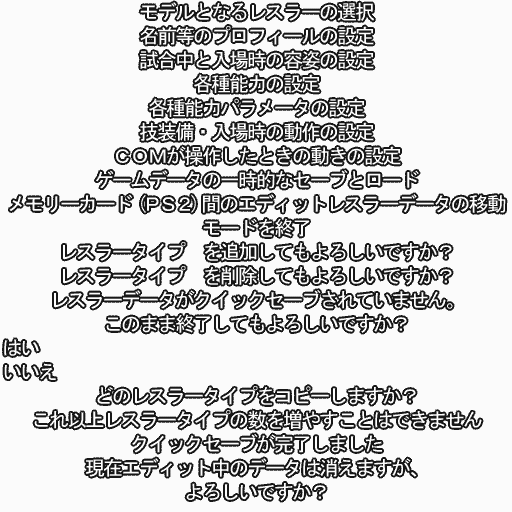 モデルとなるレスラーの選択
名前等のプロフィールの設定
試合中と入場時の容姿の設定
各種能力の設定
各種能力パラメータの設定
技装備・入場時の動作の設定
ＣＯＭが操作したときの動きの設定
ゲームデータの一時的なセーブとロード
メモリーカード（ＰＳ２）間のエディットレスラーデータの移動
モードを終了
レスラータイプ　を追加してもよろしいですか？
レスラータイプ　を削除してもよろしいですか？
レスラーデータがクイックセーブされていません。
このまま終了してもよろしいですか？
はい
いいえ
どのレスラータイプをコピーしますか？
これ以上レスラータイプの数を増やすことはできません
クイックセーブが完了しました
現在エディット中のデータは消えますが、
よろしいですか？